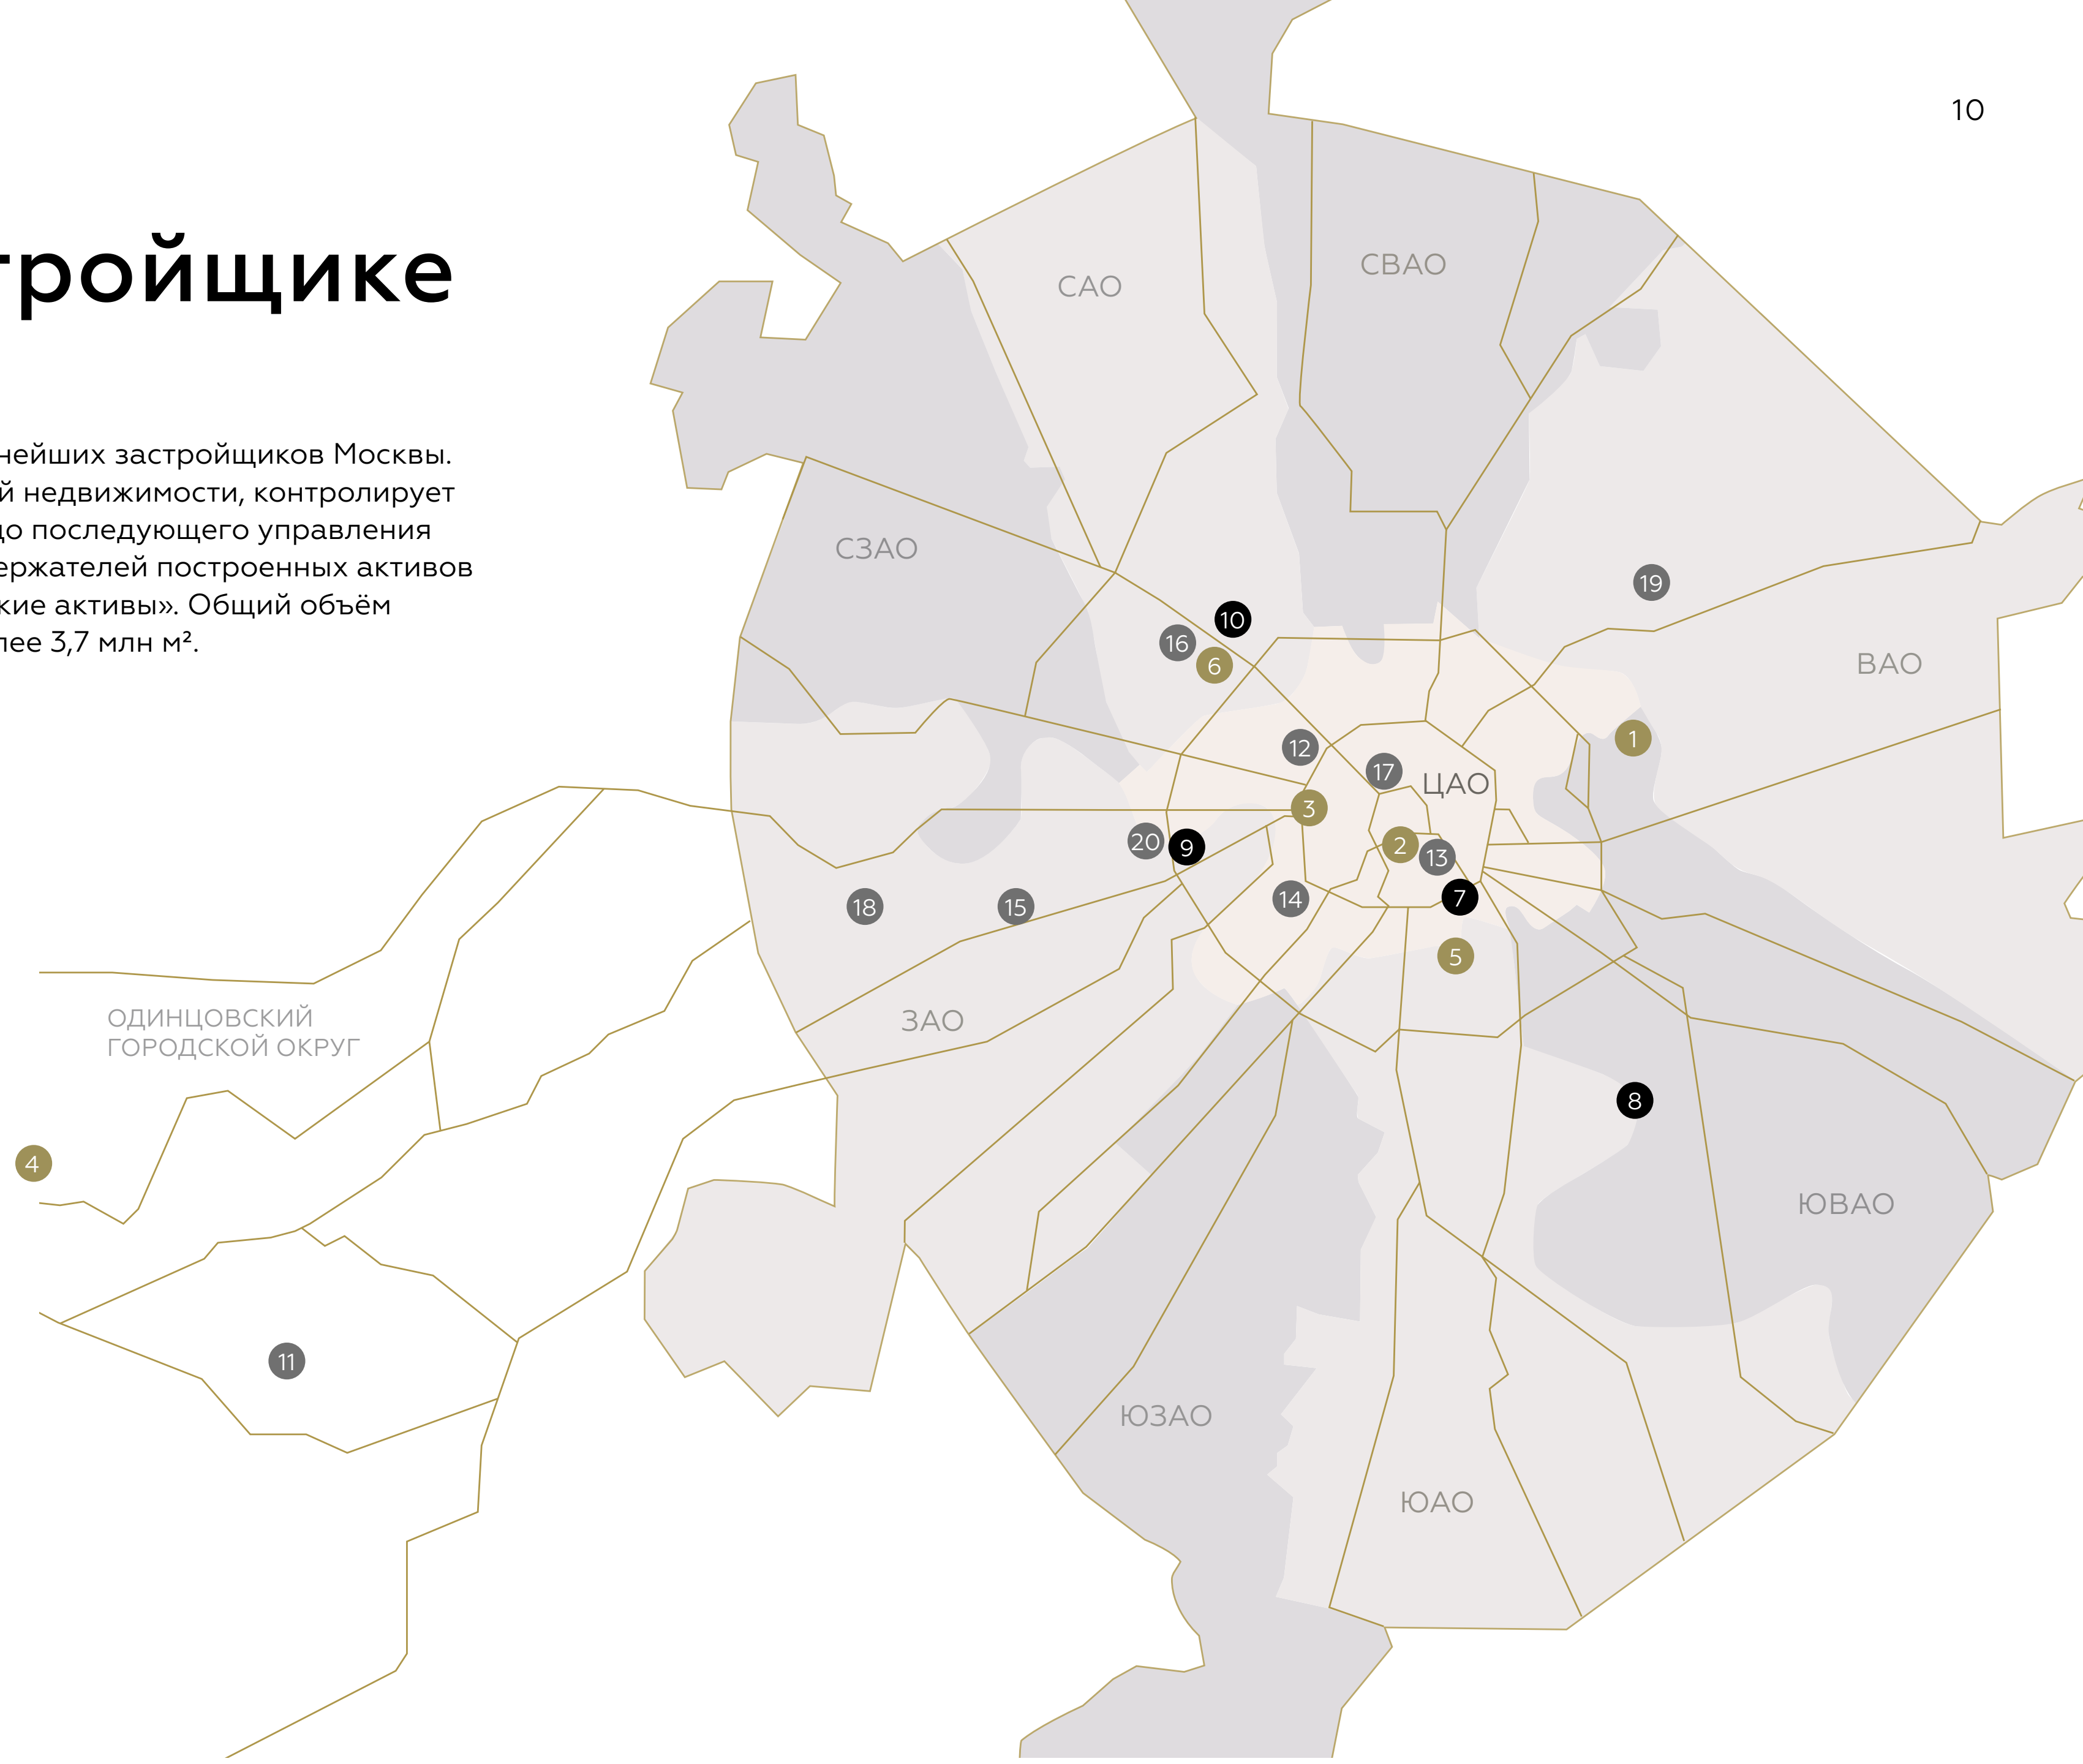 10
тройщике
нейших застройщиков Москвы.
й недвижимости, контролирует
до последующего управления
ержателей построенных активов
кие активы». Общий объём
лее 3,7 млн м².
СВАО
САО
СЗАО
19
10
16
6
ВАО
1
12
17
ЦАО
3
20
9
2
13
18
15
14
7
5
ОДИНЦОВСКИЙ
ГОРОДСКОЙ ОКРУГ
ЗАО
8
4
ЮВАО
11
ЮЗАО
ЮАО